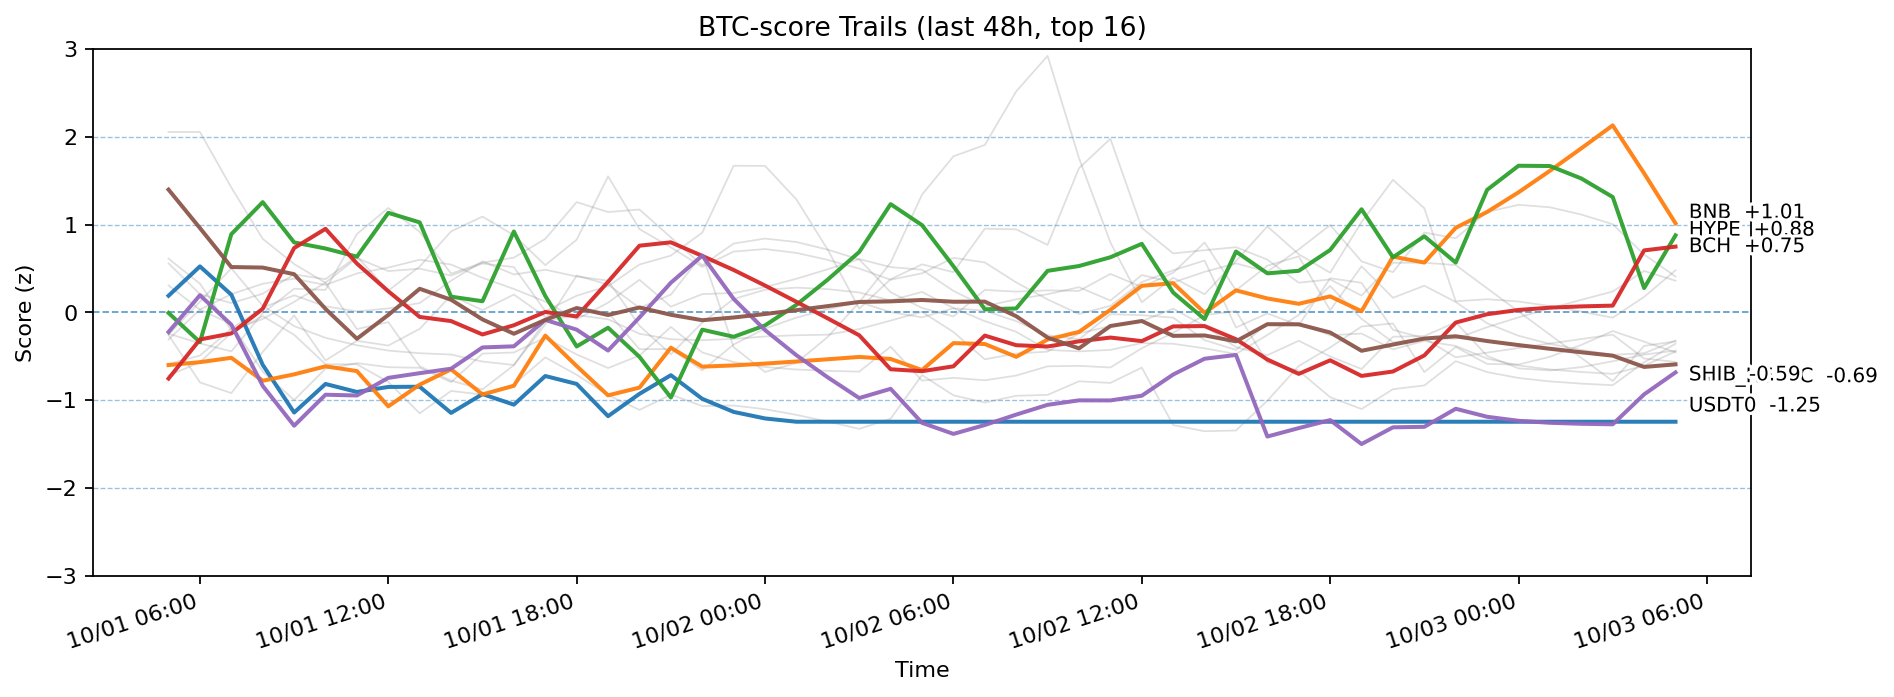 BTC-score Trails (last 48h, top 16)
3
2
1
0
−1
−2
−3
Score (z)
BNB +1.01
HYPE +0.88
BCH +0.75
SHIB -0.59C -0.69
USDT0 -1.25
10/01 06:00
10/01 12:00
10/01 18:00
10/02 00:00
10/02 06:00
10/02 12:00
10/02 18:00
10/03 00:00
10/03 06:00
Time